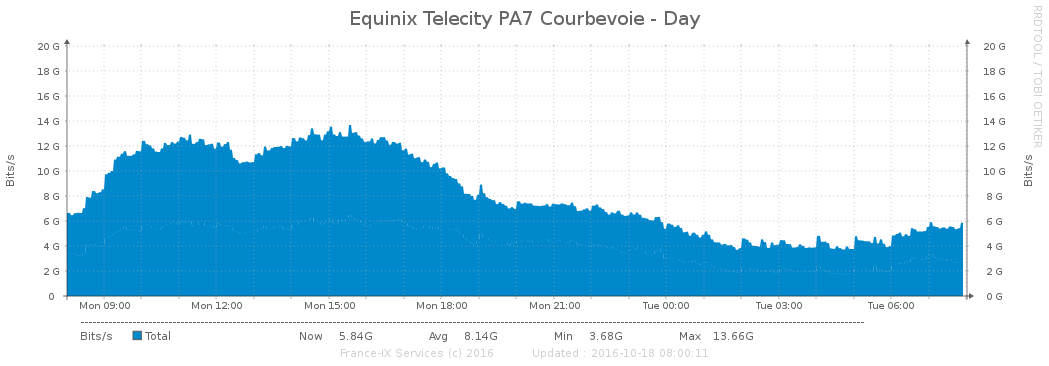 Equinix Telecity PA7 Courbevoie - Day
RRDTOOL / TOBI OETIKER
20 G 20 G
18 G 18 G
16 G 16 G
14 G 14 G
12 G 12 G
10 G 10 G
8 G 8 G
6 G 6 G
4 G 4 G
2 G 2 G
0 0 G
Bits/s Bits/s
Mon 09:00 Mon 12:00 Mon 15:00 Mon 18:00 Mon 21:00 Tue 00:00 Tue 03:00 Tue 06:00
Bits/s Total Now 5.84G Avg 8.14G Min 3.68G Max 13.66G
France-IX Services (c) 2016 Updated : 2016-10-18 08:00:11